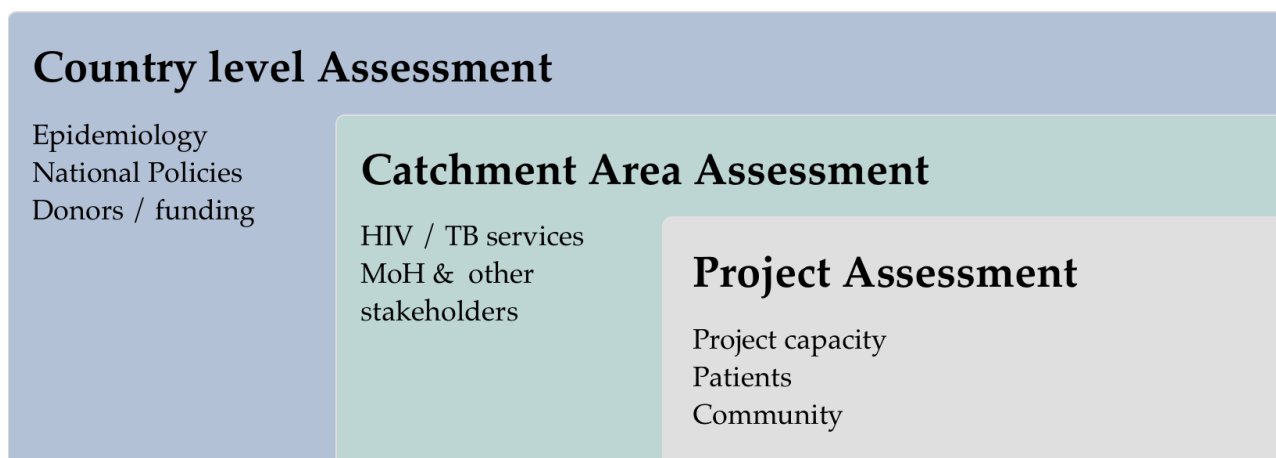 Country level Assessment
Epidemiology
National Policies
Donors / funding
Catchment Area Assessment
HIV / TB services
MoH & other
stakeholders
Project Assessment
Project capacity
Patients
Community